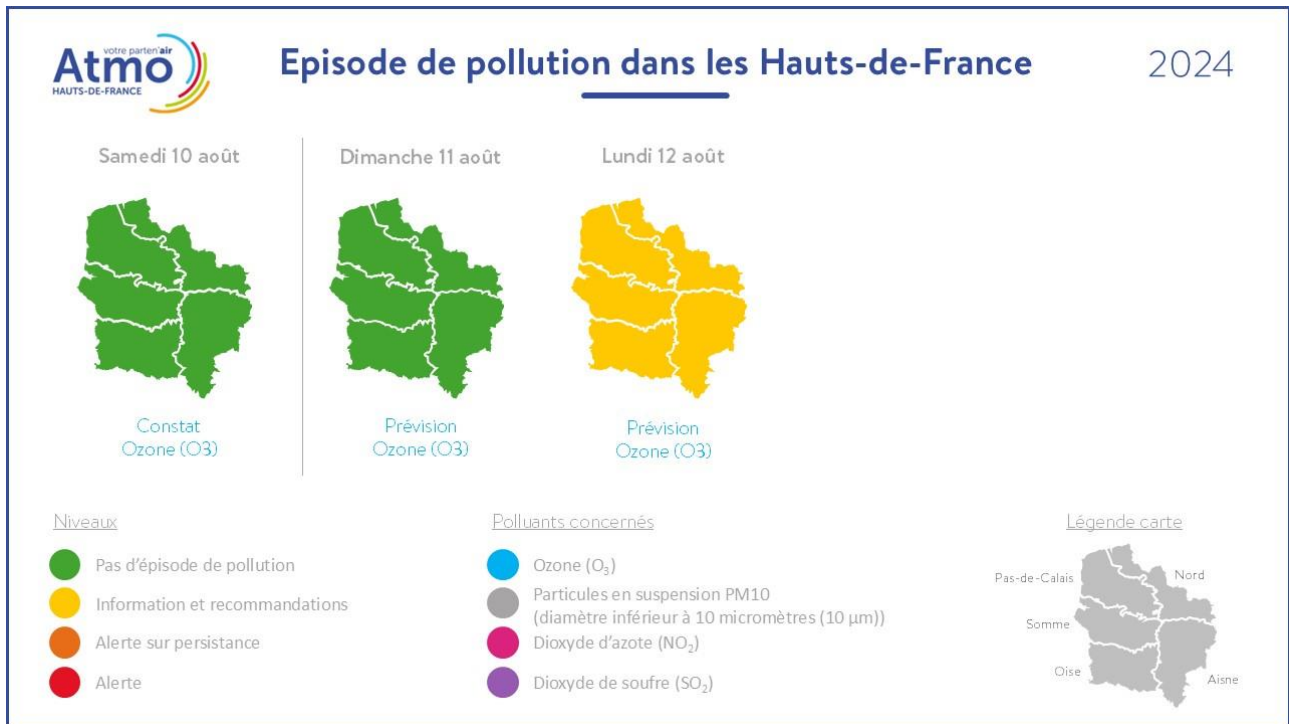 votre parten'air
Atmo
HAUTS-DE-FRANCE
Episode de pollution dans les Hauts-de-France
2024
Samedi 10 août
Dimanche 11 août
Lundi 12 août
Constat
Ozone (O3)
Prévision
Ozone (O3)
Prévision
Ozone (O3)
Niveaux
Pas d'épisode de pollution
Information et recommandations
Alerte sur persistance
Alerte
Polluants concernés
Ozone (O₃)
Particules en suspension PM10
(diamètre inférieur à 10 micromètres (10 µm))
Dioxyde d'azote (NO₂)
Dioxyde de soufre (SO₂)
Légende carte
Pas-de-Calais
Nord
Somme
Oise
Aisne